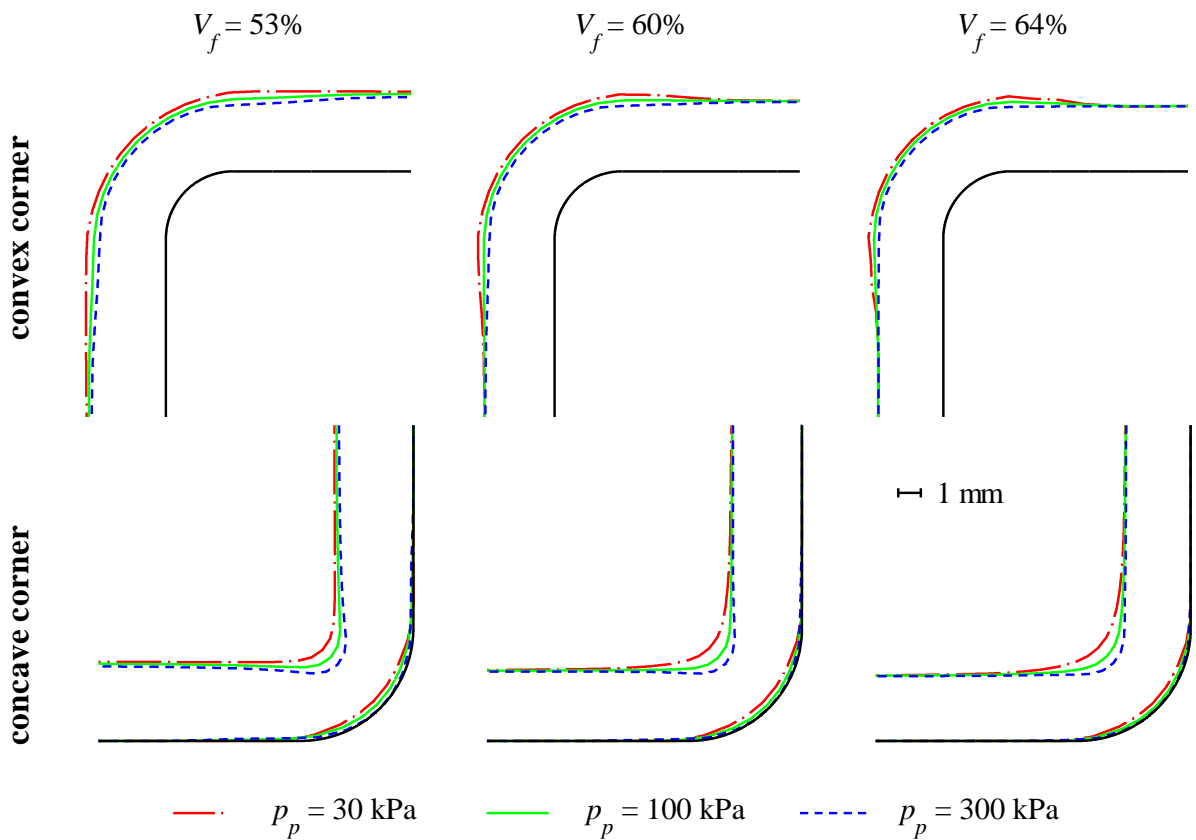 V_f = 53% V_f = 60% V_f = 64%
convex corner
concave corner
1 mm
p_p = 30 kPa p_p = 100 kPa p_p = 300 kPa